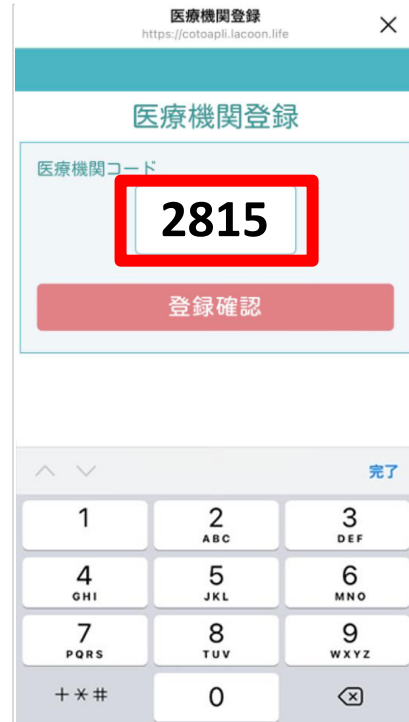 医療機関登録
https://cotoapli.lacoon.life
医療機関登録
医療機関コード
2815
登録確認
完了
1 2 3
ABC DEF
4 5 6
GHI JKL MNO
7 8 9
PQRS TUV WXYZ
+*# 0